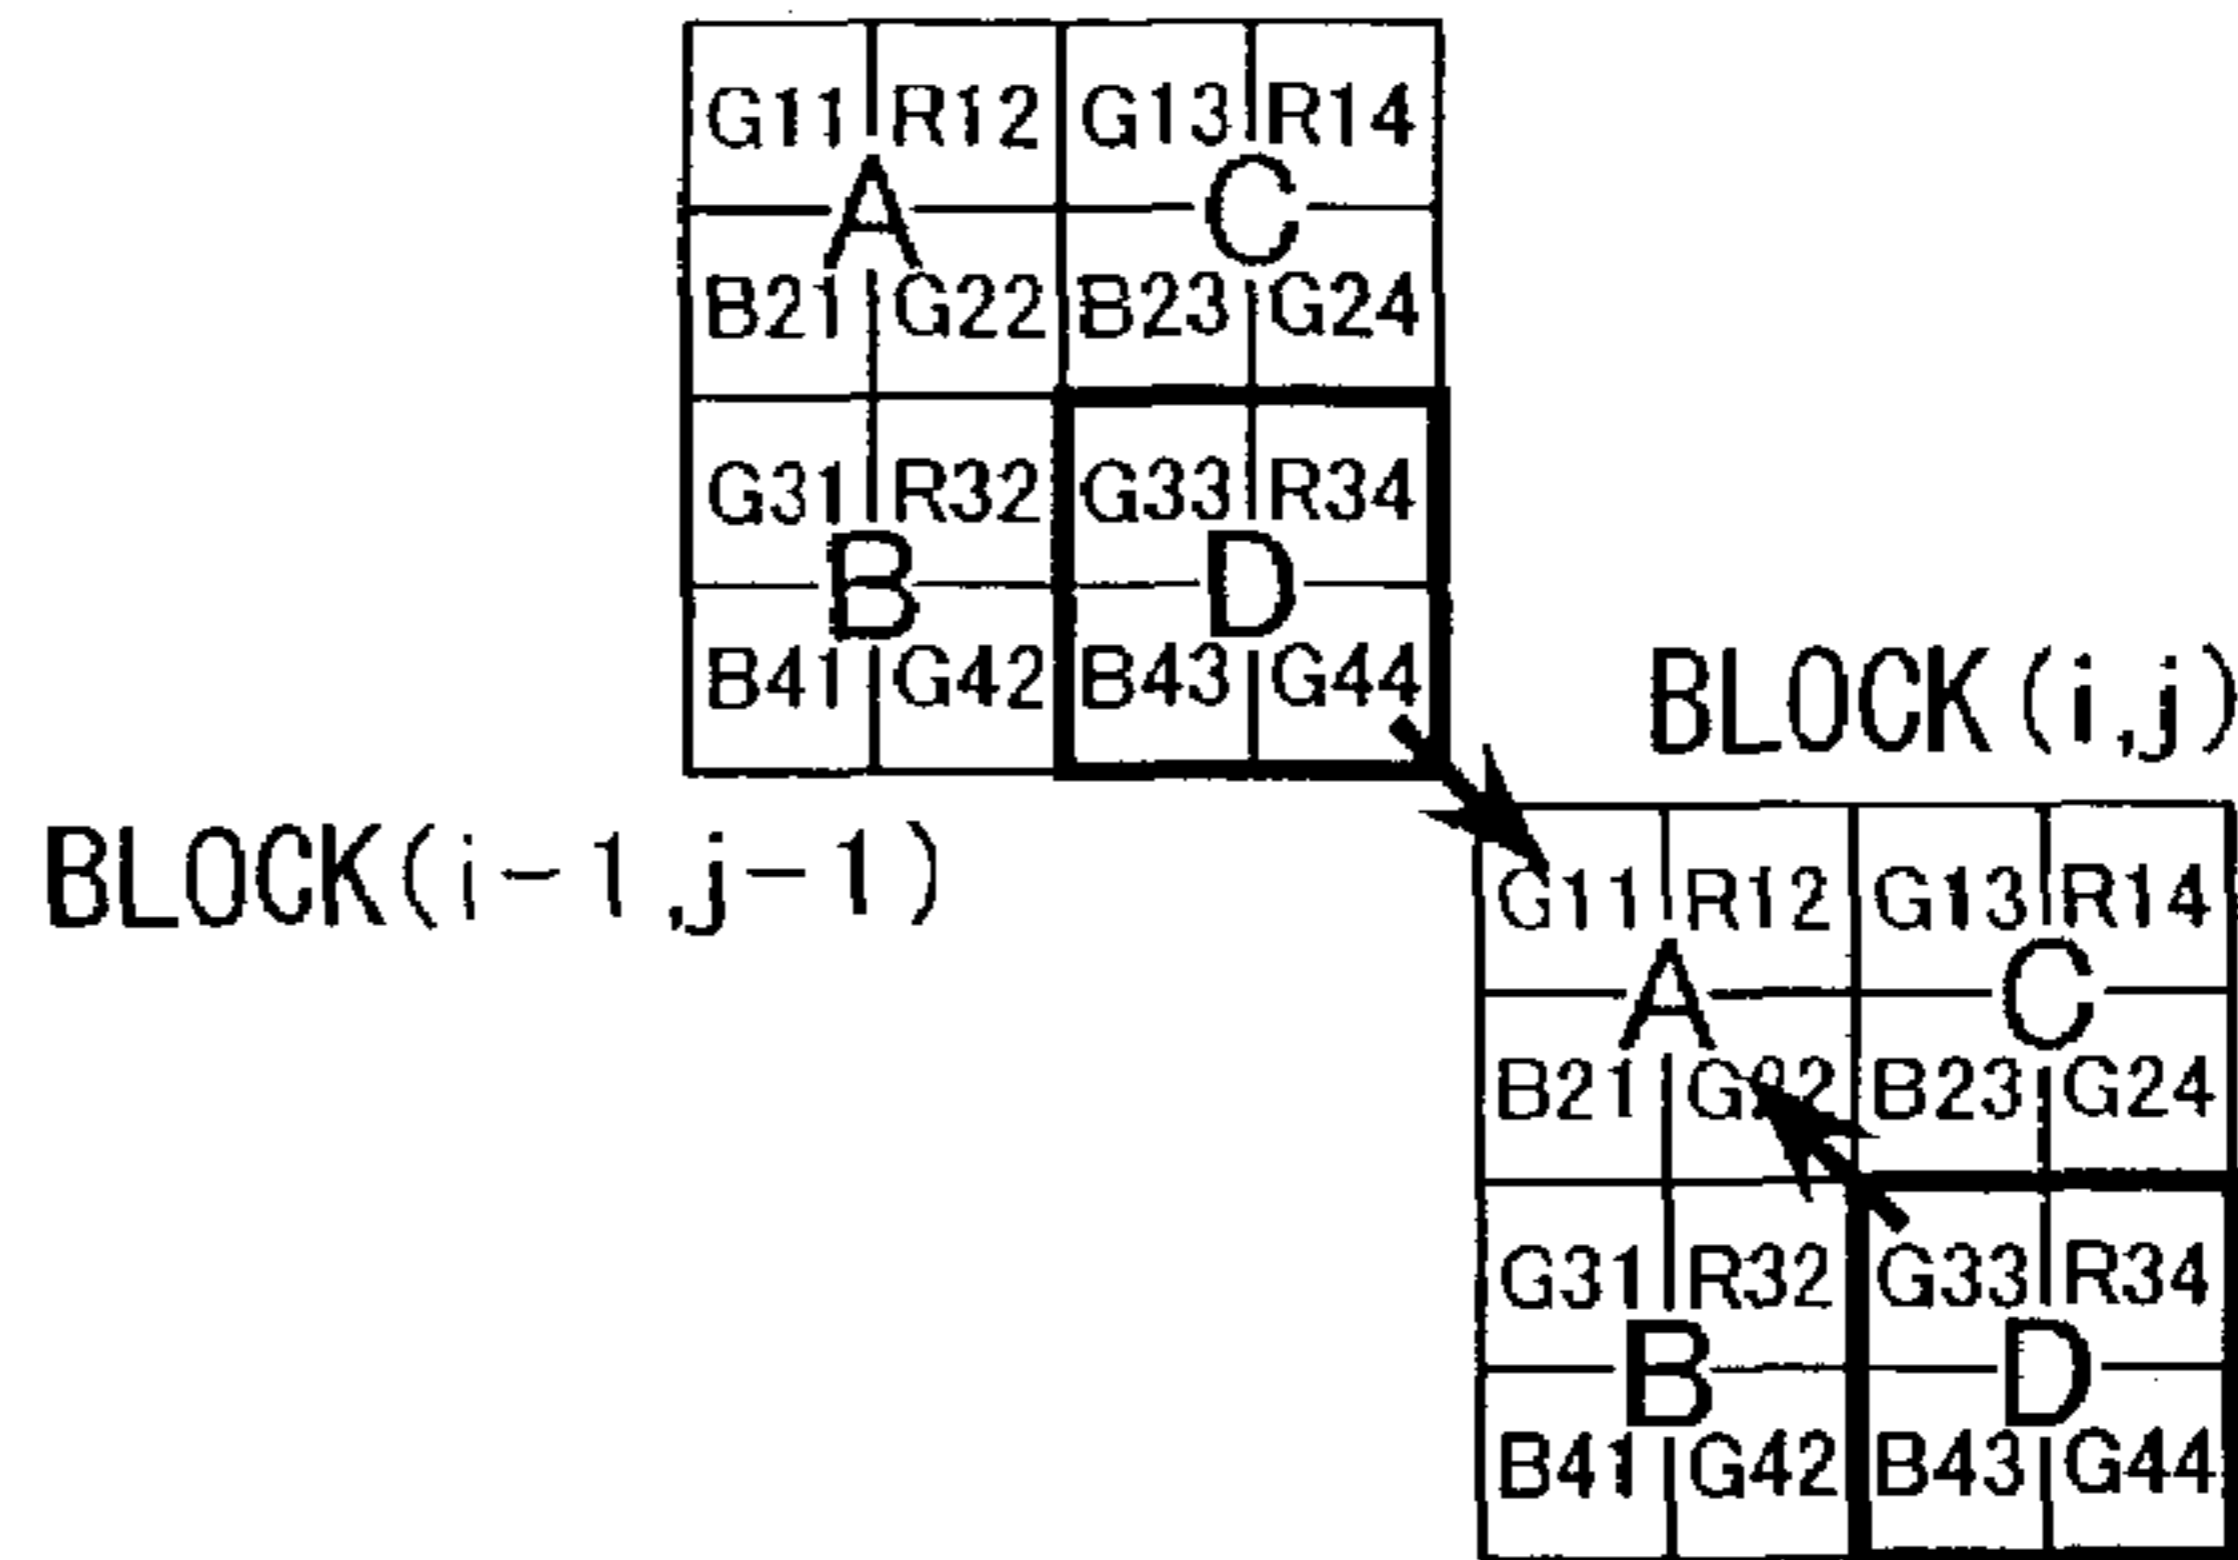 G11 R12 G13 R14
A C
B21 G22 B23 G24
G31 R32 G33 R34
B D
B41 G42 B43 G44
BLOCK(i-1,j-1)
BLOCK(i,j)
G11 R12 G13 R14
A C
B21 G22 B23 G24
G31 R32 G33 R34
B D
B41 G42 B43 G44